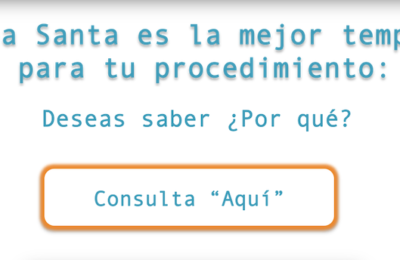 a Santa es la mejor temp
para tu procedimiento:
Deseas saber ¿Por qué?
Consulta “Aquí”